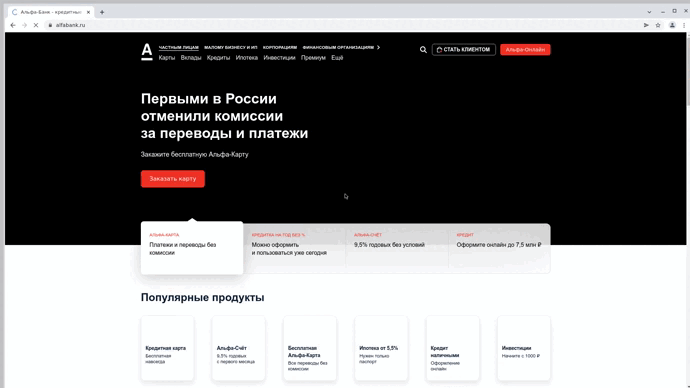 Альфа-Банк - кредитны
alfabank.ru
А
ЧАСТНЫМ ЛИЦАМ МАЛОМУ БИЗНЕСУ И ИП КОРПОРАЦИЯМ ФИНАНСОВЫМ ОРГАНИЗАЦИЯМ
Карты Вклады Кредиты Ипотека Инвестиции Премиум Ещё
СТАТЬ КЛИЕНТОМ
Альфа-Онлайн
Первыми в России
отменили комиссии
за переводы и платежи
Закажите бесплатную Альфа-Карту
Заказать карту
АЛЬФА-КАРТА
Платежи и переводы без
комиссии
КРЕДИТКА НА ГОД БЕЗ %
Можно оформить
и пользоваться уже сегодня
АЛЬФА-СЧЁТ
9,5% годовых без условий
КРЕДИТ
Оформите онлайн до 7,5 млн ₽
Популярные продукты
Кредитная карта
Бесплатная
навсегда
Альфа-Счёт
9.5% годовых
с первого месяца
Бесплатная
Альфа-Карта
Все переводы без
комиссии
Ипотека от 5,5%
Нужен только
паспорт
Кредит
наличными
Оформление
онлайн
Инвестиции
Начните с 1000 ₽